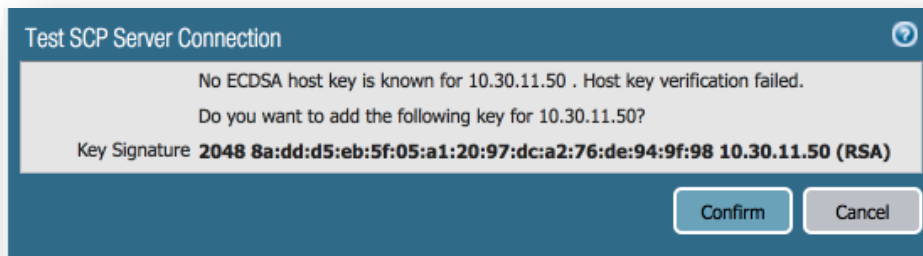 Test SCP Server Connection
No ECDSA host key is known for 10.30.11.50 . Host key verification failed.
Do you want to add the following key for 10.30.11.50?
Key Signature 2048 8a:dd:d5:eb:5f:05:a1:20:97:dc:a2:76:de:94:9f:98 10.30.11.50 (RSA)
Confirm Cancel